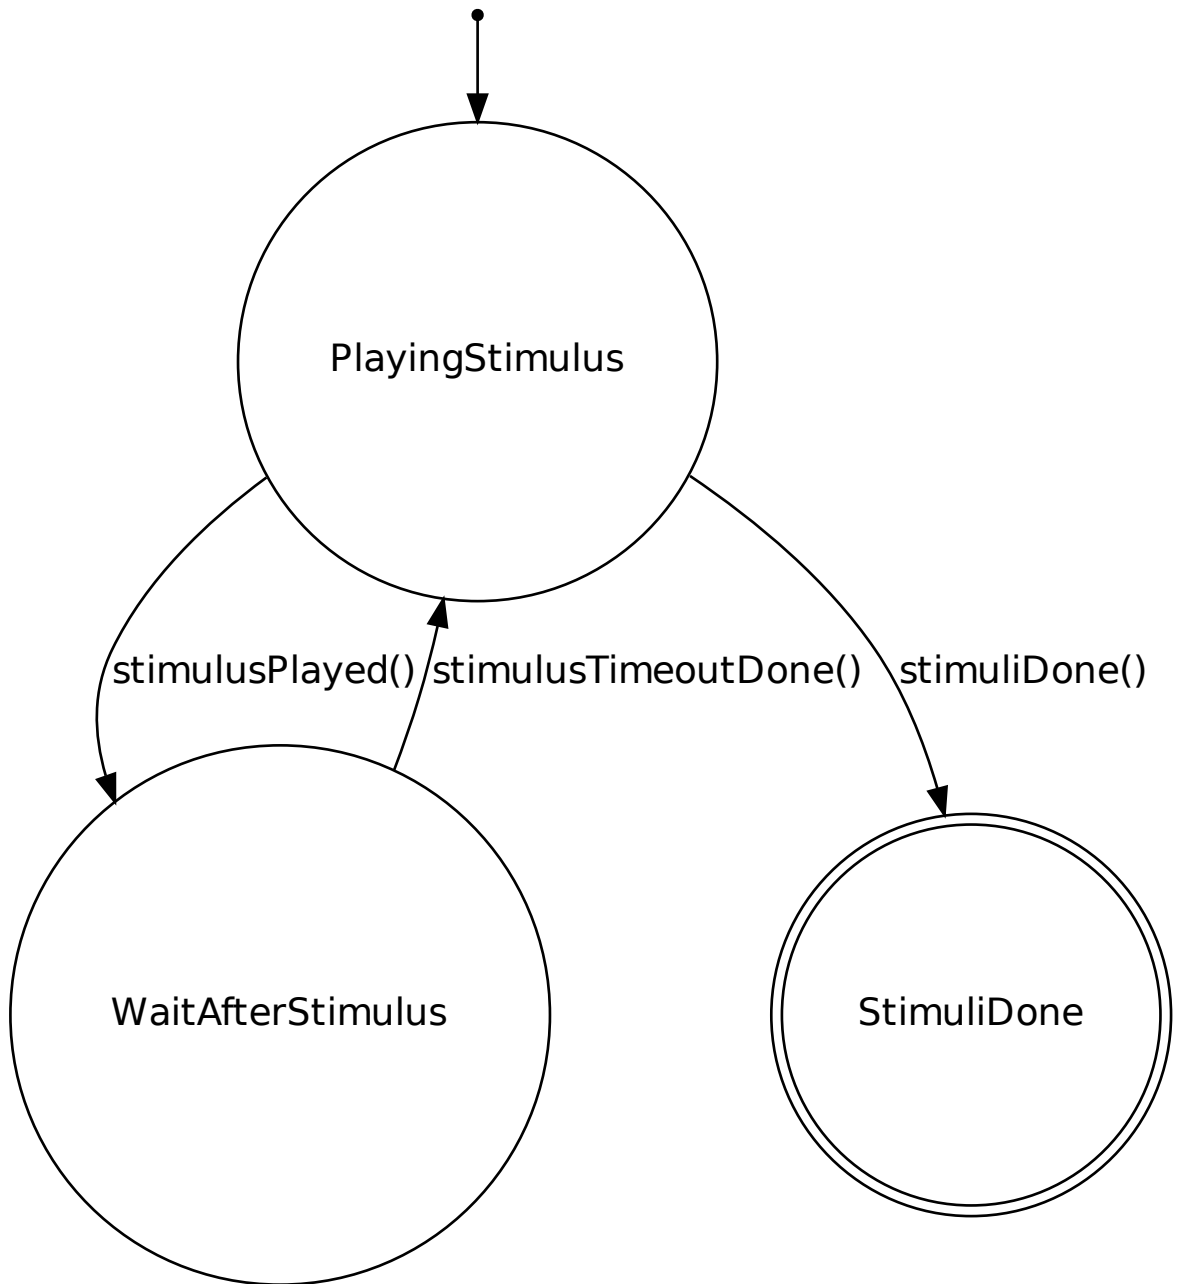 PlayingStimulus
stimulusPlayed()
stimulusTimeoutDone()
stimuliDone()
WaitAfterStimulus
StimuliDone